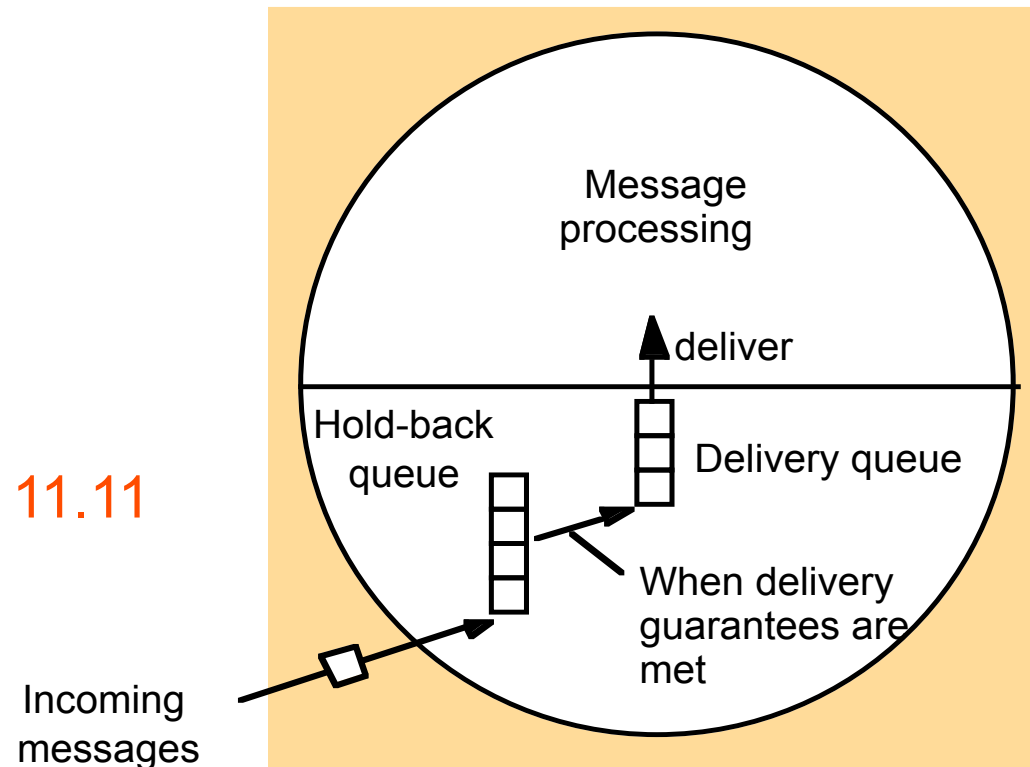 Message
processing
deliver
Hold-back
queue
Delivery queue
11.11
When delivery
guarantees are
met
Incoming
messages